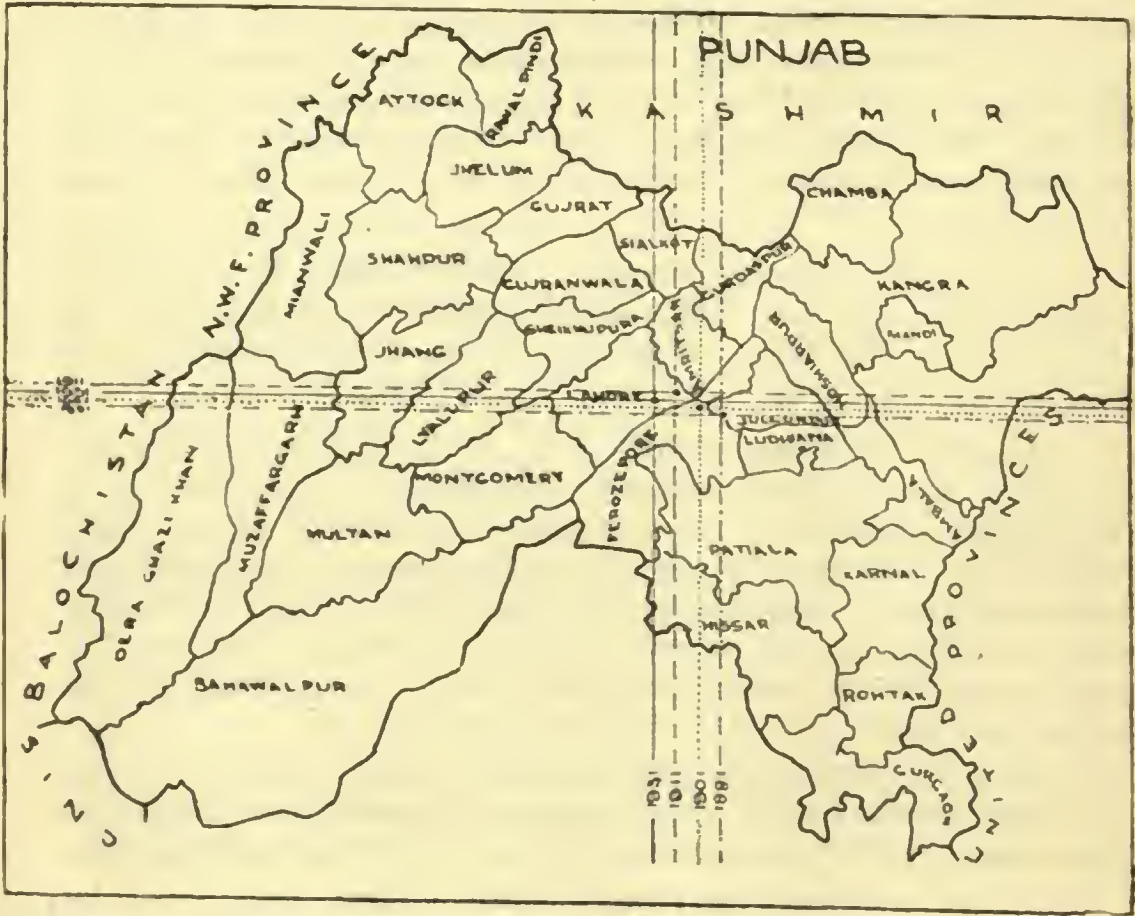 PUNJAB
KASHMIR
N.W.F. PROVINCE
ATTOCK
RAWALPINDI
JHELUM
GUJRAT
CHAMBA
MIANWALI
SHAHPUR
SIALKOT
GURDASPUR
KANGRA
GUJRANWALA
SHEIKHUPURA
AMRITSAR
HOSHIARPUR
MANDI
JHANG
LYALLPUR
LAHORE
JULLUNDUR
LUDHIANA
BALOCHISTAN
DERA GHAZI KHAN
MUZAFFARGARH
MULTAN
MONTGOMERY
FEROZEPORE
AMBALA
PATIALA
KARNAL
HISSAR
ROHTAK
GURGAON
BAHAWALPUR
SIND
UNITED PROVINCES
1931
1911
1901
1881